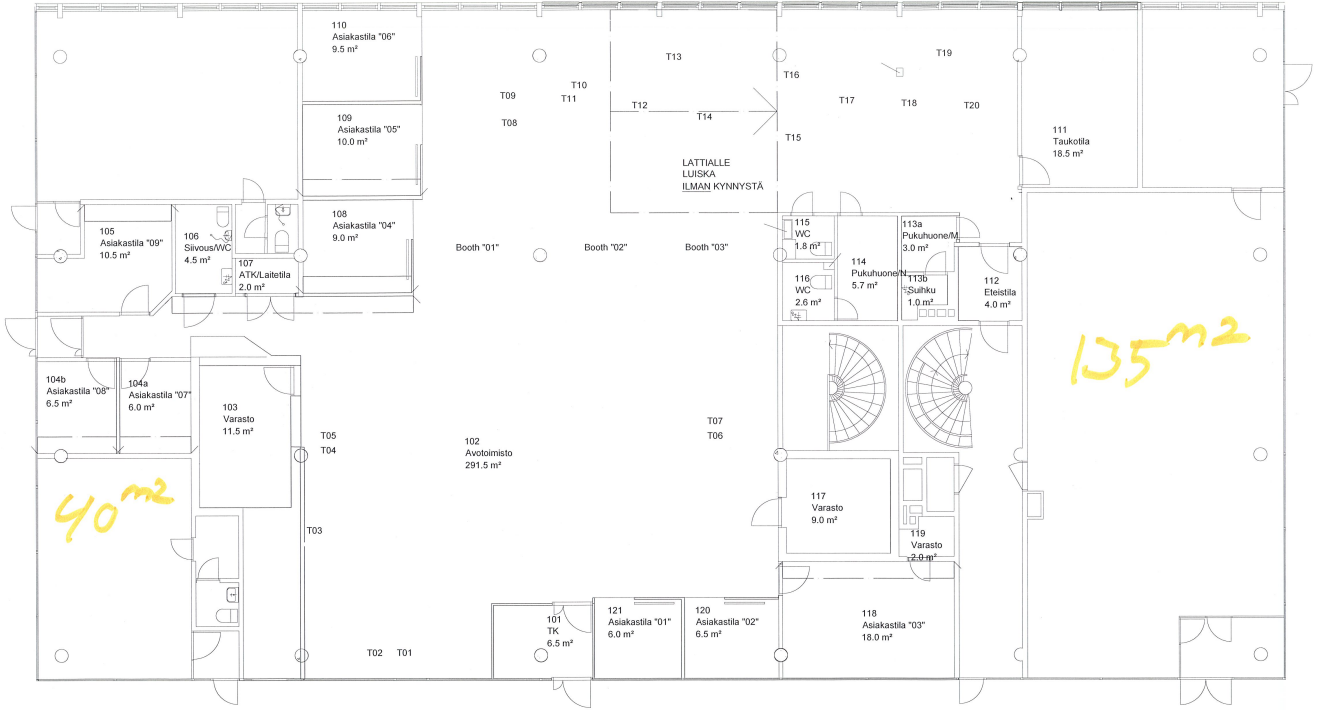 110
Asiakastila "06"
9.5 m²
T19
T13
T16
T10
T09
T11
T12
T17
T18
T20
T14
109
Asiakastila "05"
10.0 m²
T08
T15
111
Taukotila
18.5 m²
LATTIALLE
LUISKA
ILMAN KYNNYSTÄ
108
Asiakastila "04"
9.0 m²
105
Asiakastila "09"
10.5 m²
106
Siivous/WC
4.5 m²
107
ATK/Laitetila
2.0 m²
Booth "01"
Booth "02"
Booth "03"
115
WC
1.8 m²
113a
Pukuhuone/M
3.0 m²
114
Pukuhuone/N
5.7 m²
116
WC
2.6 m²
113b
Suihku
1.0 m²
112
Eteistila
4.0 m²
135 m2
104b
Asiakastila "08"
6.5 m²
104a
Asiakastila "07"
6.0 m²
103
Varasto
11.5 m²
T05
T04
T07
T06
102
Avotoimisto
291.5 m²
40 m2
T03
117
Varasto
9.0 m²
119
Varasto
2.0 m²
101
TK
6.5 m²
121
Asiakastila "01"
6.0 m²
120
Asiakastila "02"
6.5 m²
118
Asiakastila "03"
18.0 m²
T02
T01